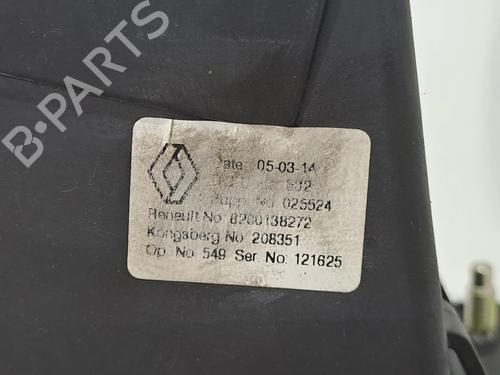 B-PARTS
Date: 05-03-14
Supp. No 025524
Renault No 8200138272
Kongsberg No: 208351
Op. No: 549 Ser. No: 121625